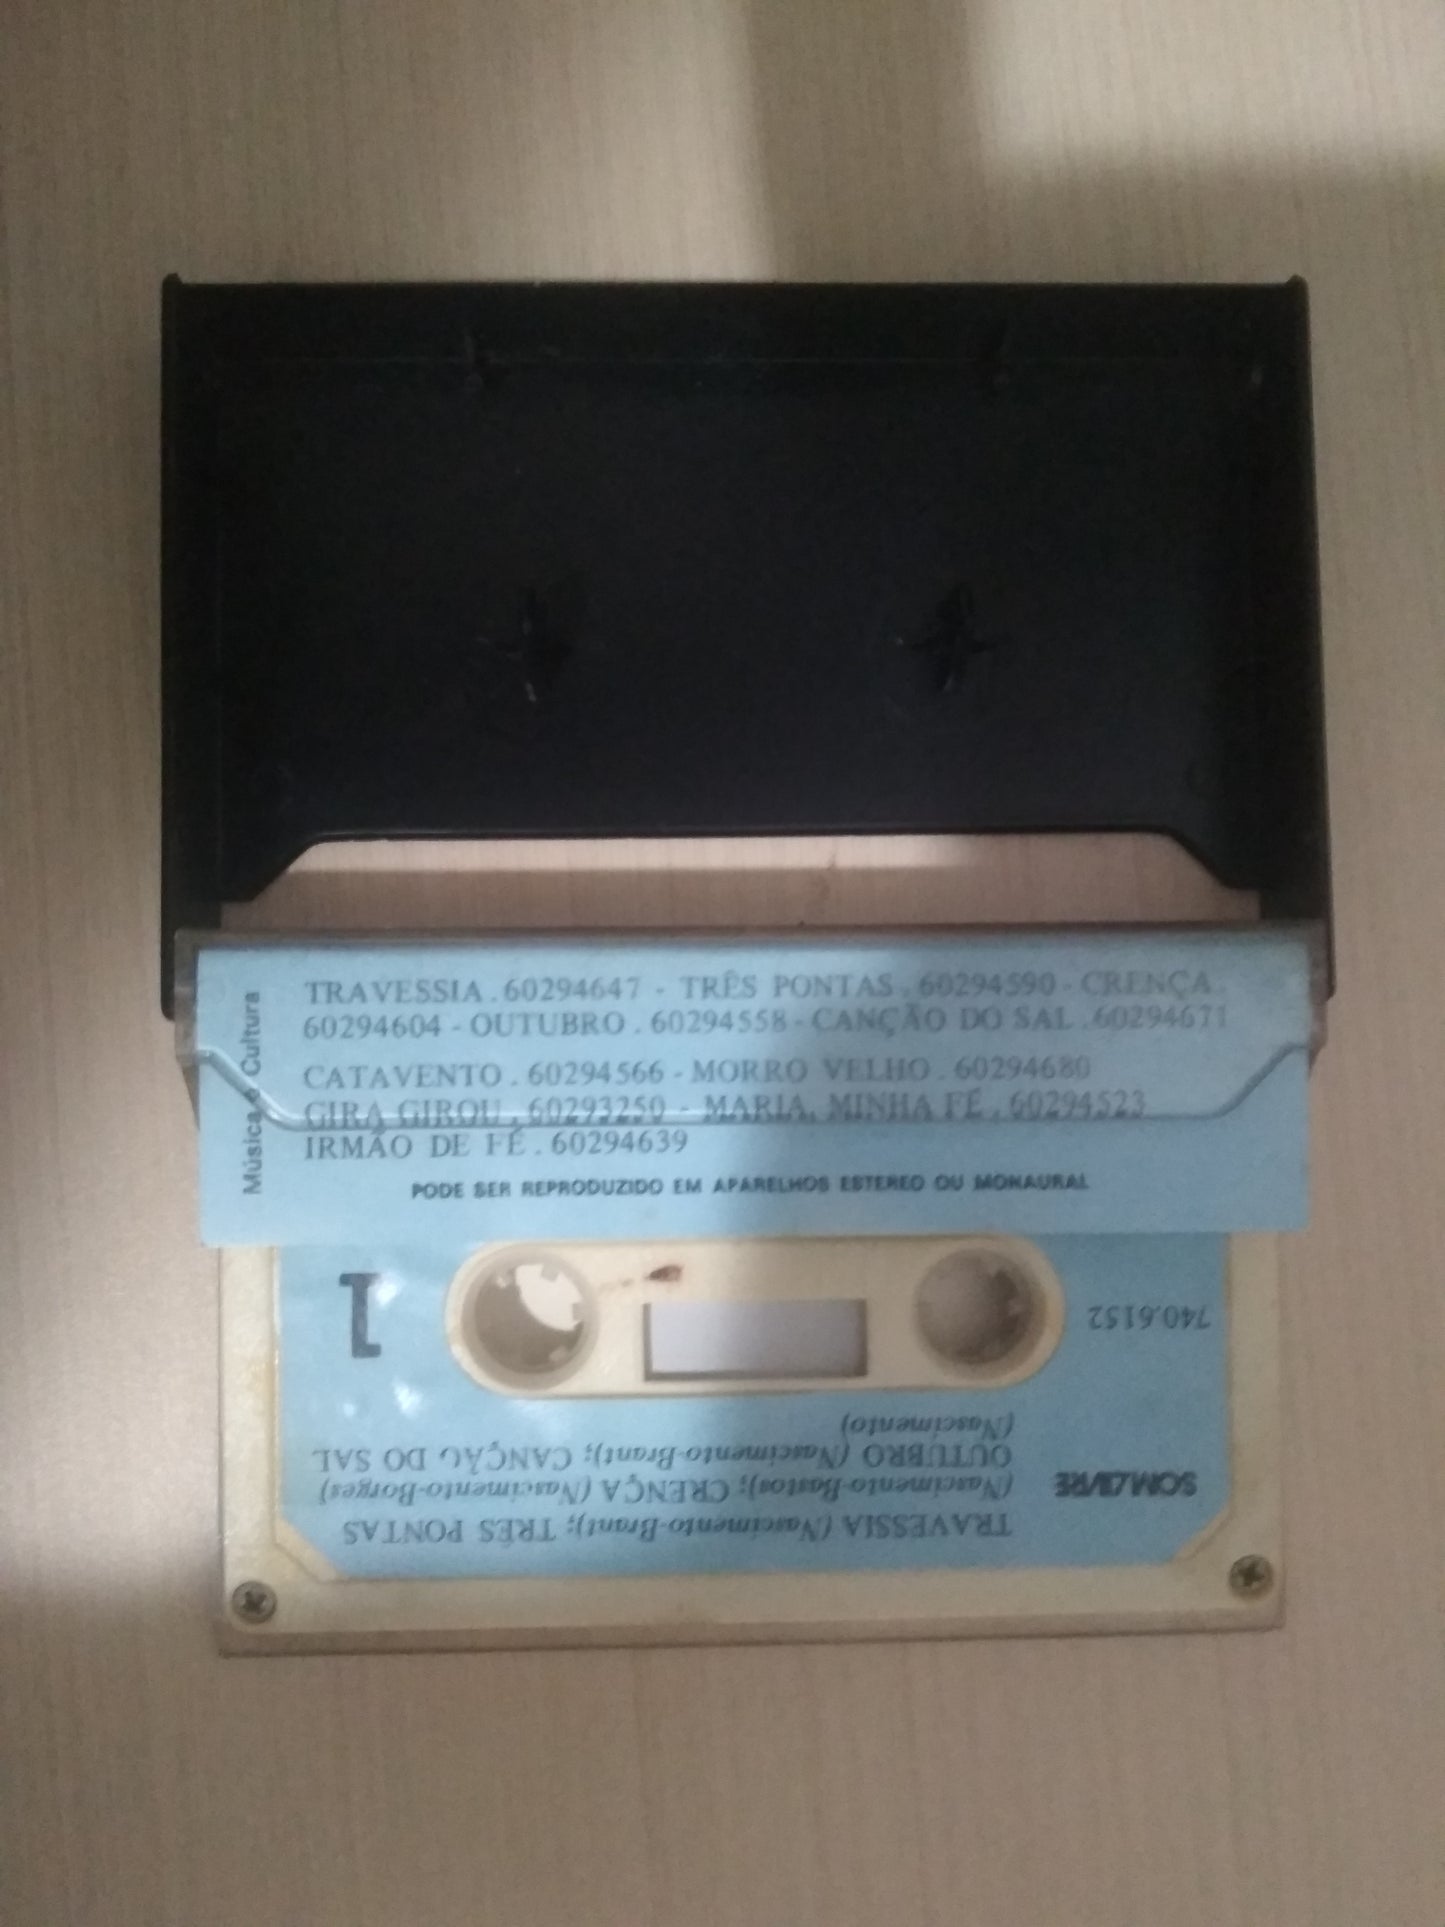 TRAVESSIA . 60294647 - TRÊS PONTAS . 60294590 - CRENÇA .
60294604 - OUTUBRO . 60294558 - CANÇÃO DO SAL . 60294671
CATAVENTO . 60294566 - MORRO VELHO . 60294680
GIRA GIROU . 60293250 - MARIA, MINHA FÉ . 60294523
IRMÃO DE FÉ . 60294639
PODE SER REPRODUZIDO EM APARELHOS ESTEREO OU MONAURAL
Música e Cultura
SOM LIVRE
TRAVESSIA (Nascimento-Brant); TRÊS PONTAS
(Nascimento-Bastos); CRENÇA (Nascimento-Borges)
OUTUBRO (Nascimento-Brant); CANÇÃO DO SAL
(Nascimento)
740.6152
1